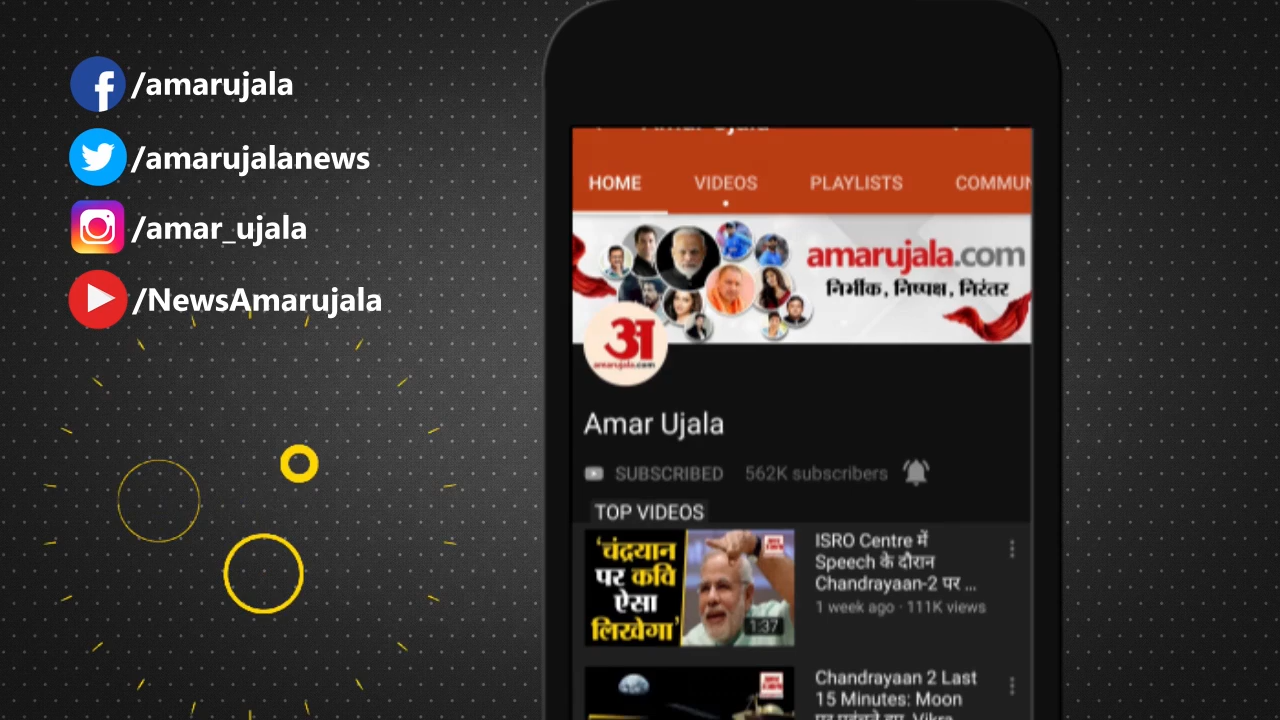 /amarujala
/amarujalanews
/amar_ujala
/NewsAmarujala
HOME VIDEOS PLAYLISTS COMMUN
amarujala.com
निर्भीक, निष्पक्ष, निरंतर
अ
amarujala.com
Amar Ujala
SUBSCRIBED 562K subscribers
TOP VIDEOS
'चंद्रयान
पर कवि
ऐसा
लिखेगा'
1:37
ISRO Centre में
Speech के दौरान
Chandrayaan-2 पर ...
1 week ago · 111K views
Chandrayaan 2 Last
15 Minutes: Moon